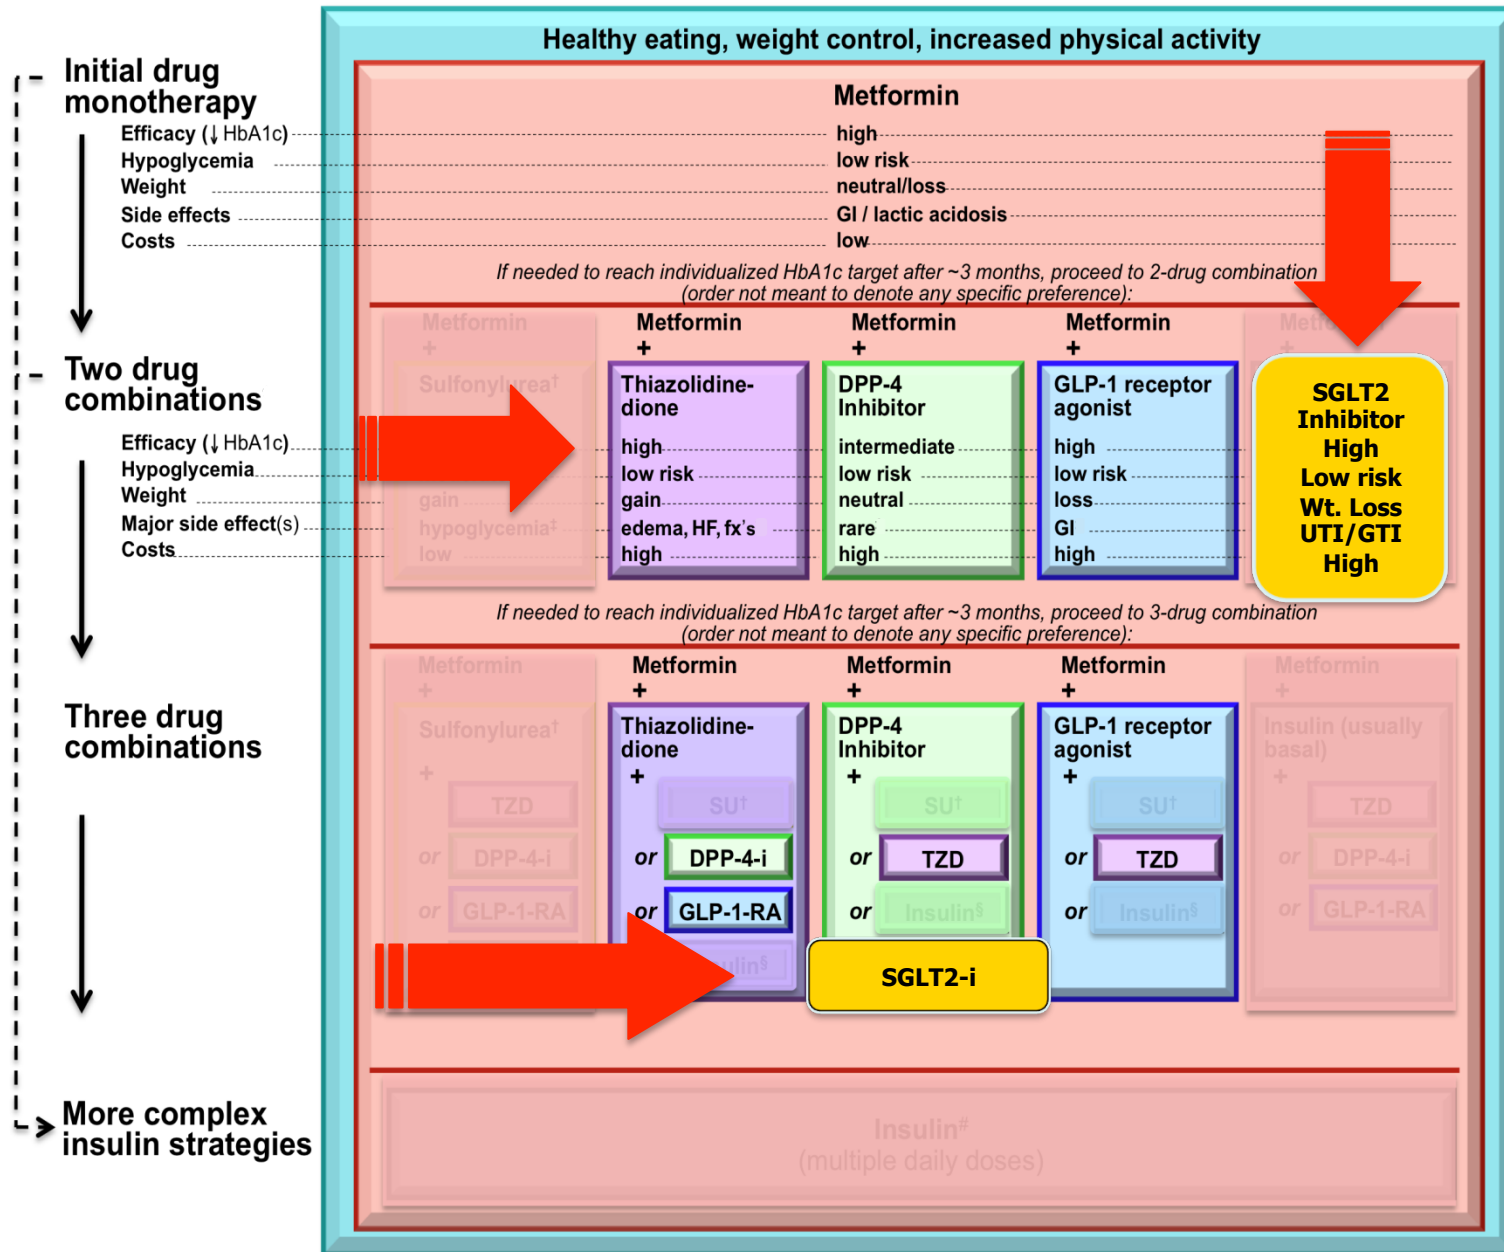 Healthy eating, weight control, increased physical activity
Initial drug
monotherapy
Metformin
Efficacy (↓HbA1c) high
Hypoglycemia low risk
Weight neutral/loss
Side effects GI / lactic acidosis
Costs low
If needed to reach individualized HbA1c target after ~3 months, proceed to 2-drug combination
(order not meant to denote any specific preference):
Two drug
combinations
Efficacy (↓HbA1c)
Hypoglycemia
Weight
Major side effect(s)
Costs
Metformin
+
Sulfonylurea†
gain
hypoglycemia‡
low
Metformin
+
Thiazolidine-
dione
high
low risk
gain
edema, HF, fx's
high
Metformin
+
DPP-4
Inhibitor
intermediate
low risk
neutral
rare
high
Metformin
+
GLP-1 receptor
agonist
high
low risk
loss
GI
high
Metformin
SGLT2
Inhibitor
High
Low risk
Wt. Loss
UTI/GTI
High
If needed to reach individualized HbA1c target after ~3 months, proceed to 3-drug combination
(order not meant to denote any specific preference):
Three drug
combinations
Metformin
+
Sulfonylurea†
+
TZD
or DPP-4-i
or GLP-1-RA
Metformin
+
Thiazolidine-
dione
+
SU†
or DPP-4-i
or GLP-1-RA
Metformin
+
DPP-4
Inhibitor
+
SU†
or TZD
or Insulin§
SGLT2-i
Metformin
+
GLP-1 receptor
agonist
+
SU†
or TZD
or Insulin§
Metformin
+
Insulin (usually
basal)
+
TZD
or DPP-4-i
or GLP-1-RA
More complex
insulin strategies
Insulin#
(multiple daily doses)